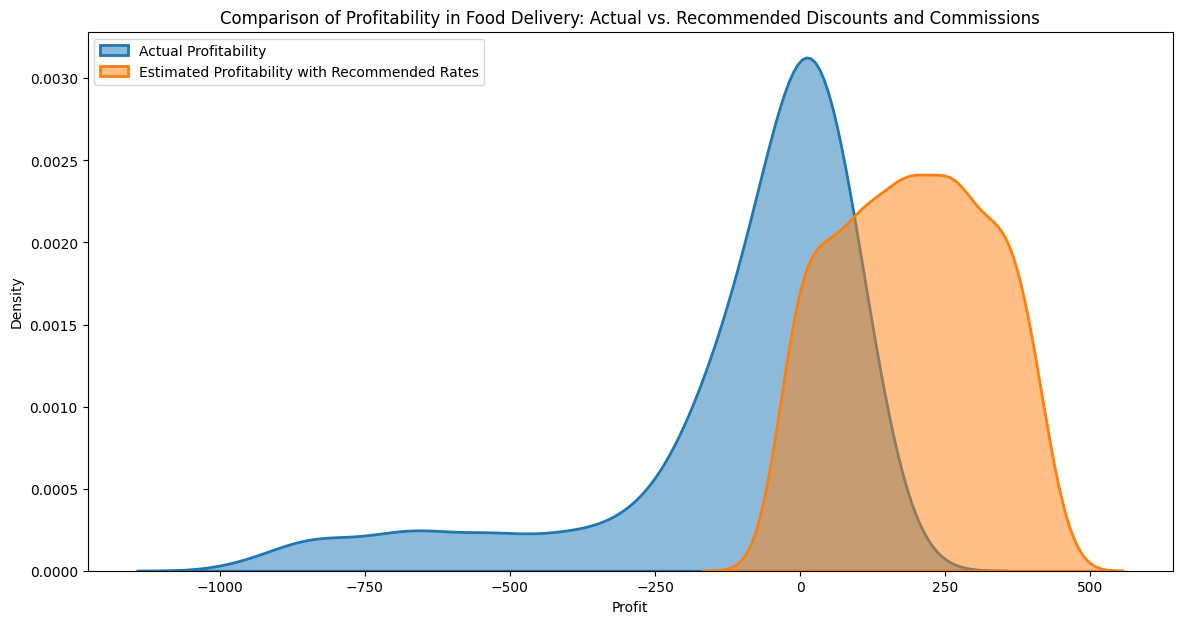 Comparison of Profitability in Food Delivery: Actual vs. Recommended Discounts and Commissions
Actual Profitability
Estimated Profitability with Recommended Rates
0.0030
0.0025
0.0020
0.0015
0.0010
0.0005
0.0000
Density
−1000 −750 −500 −250 0 250 500
Profit